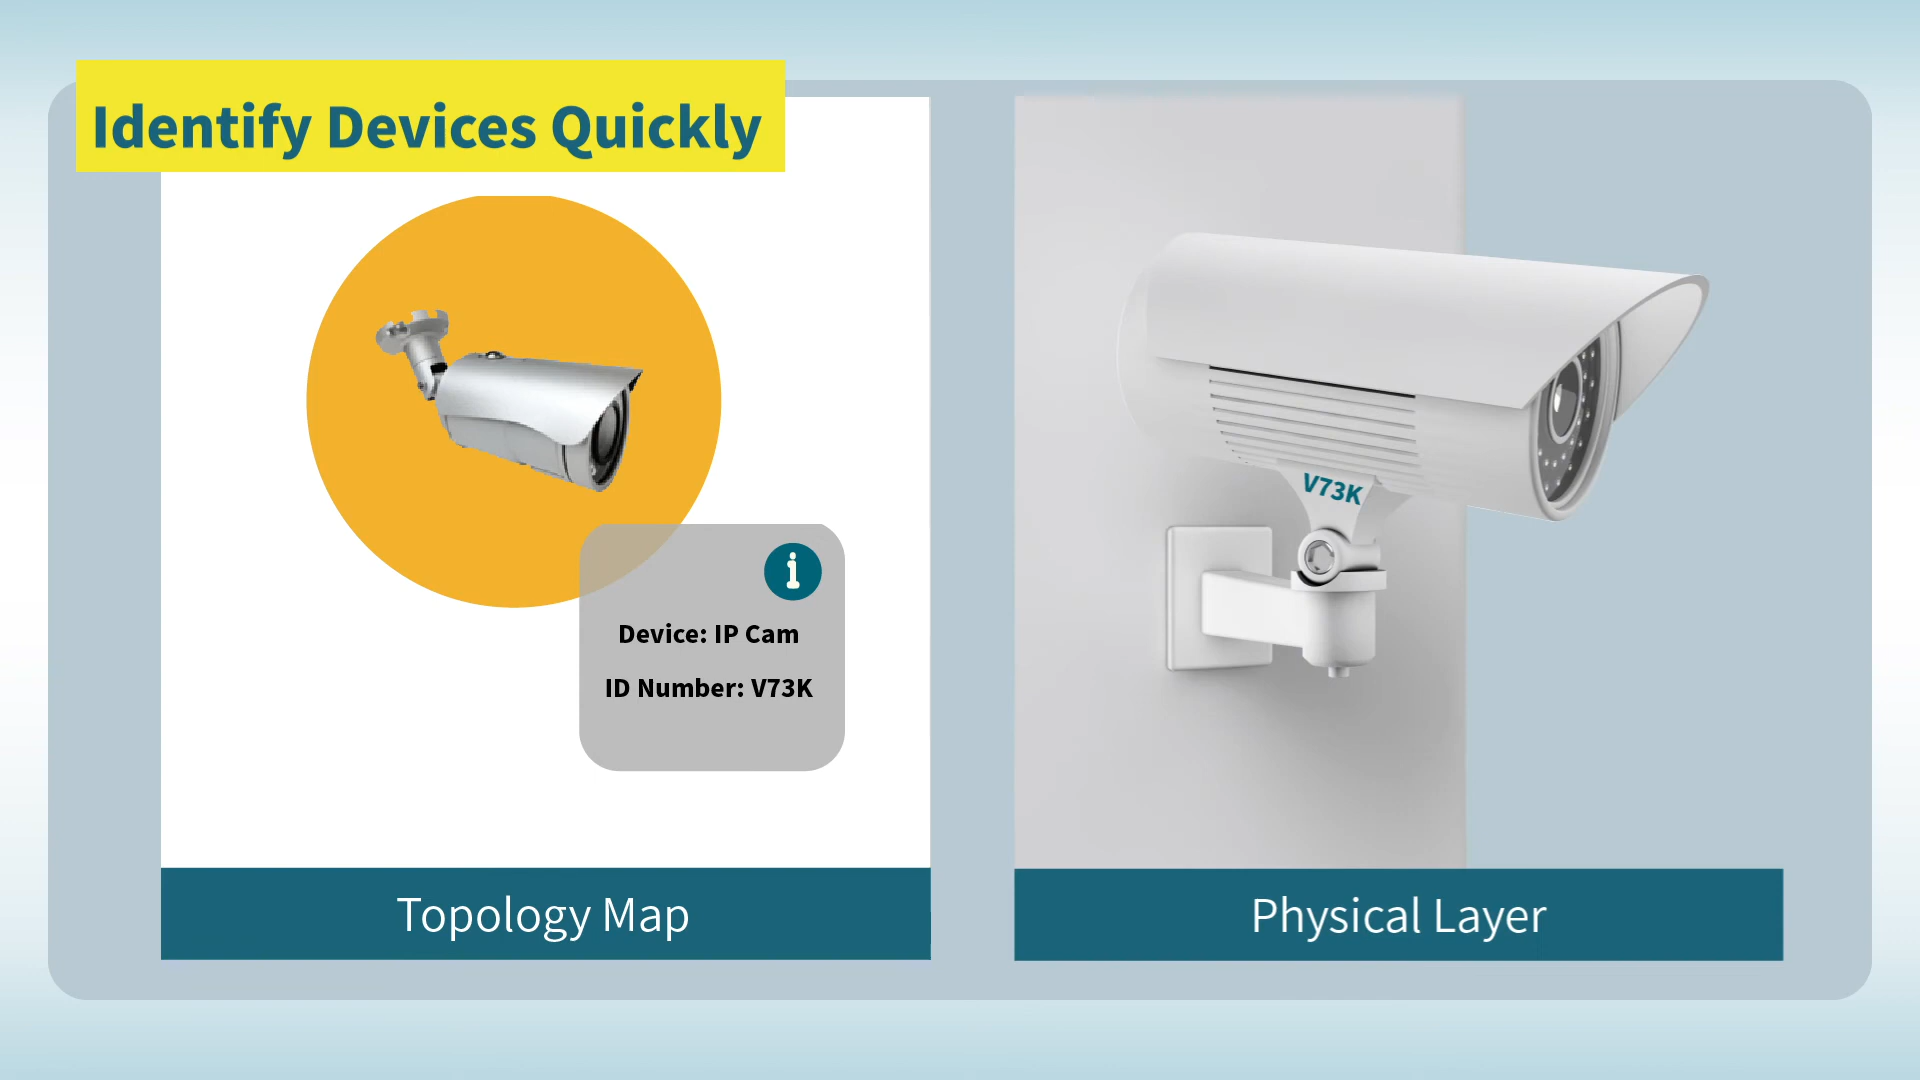 Identify Devices Quickly
i
Device: IP Cam
ID Number: V73K
V73K
Topology Map
Physical Layer